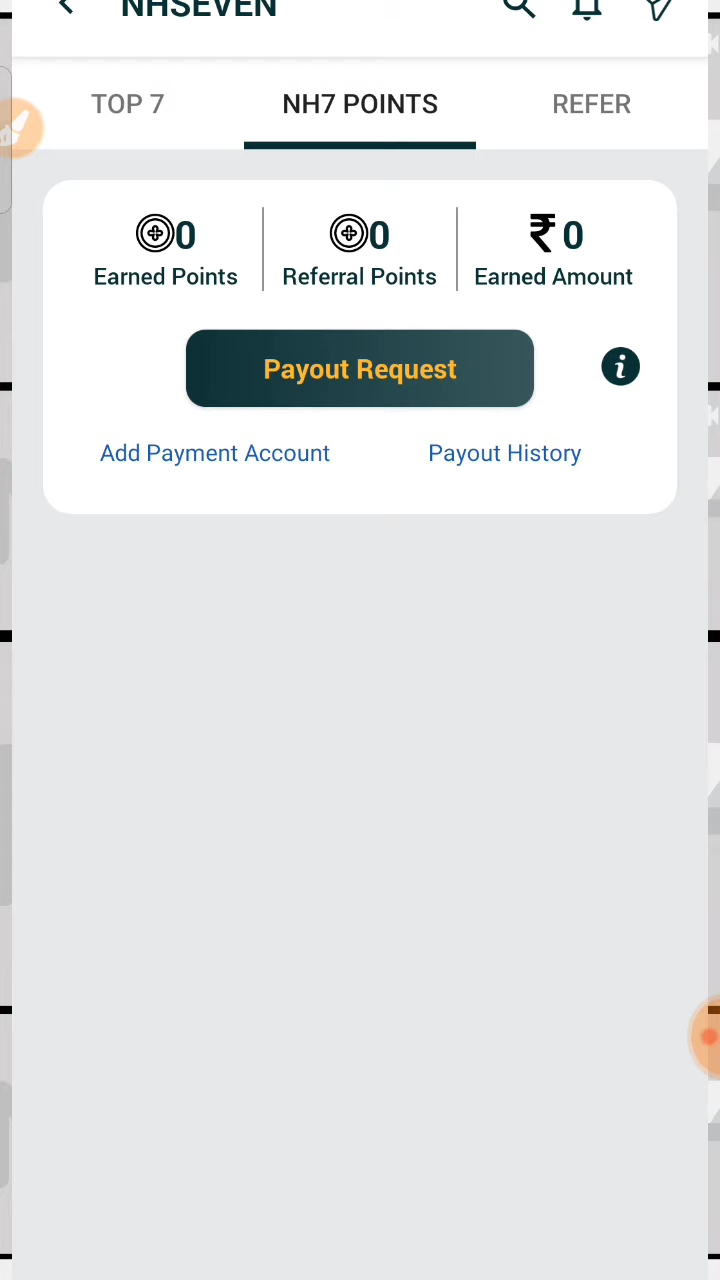 NHSEVEN
TOP 7
NH7 POINTS
REFER
0
0
₹ 0
Earned Points
Referral Points
Earned Amount
Payout Request
i
Add Payment Account
Payout History